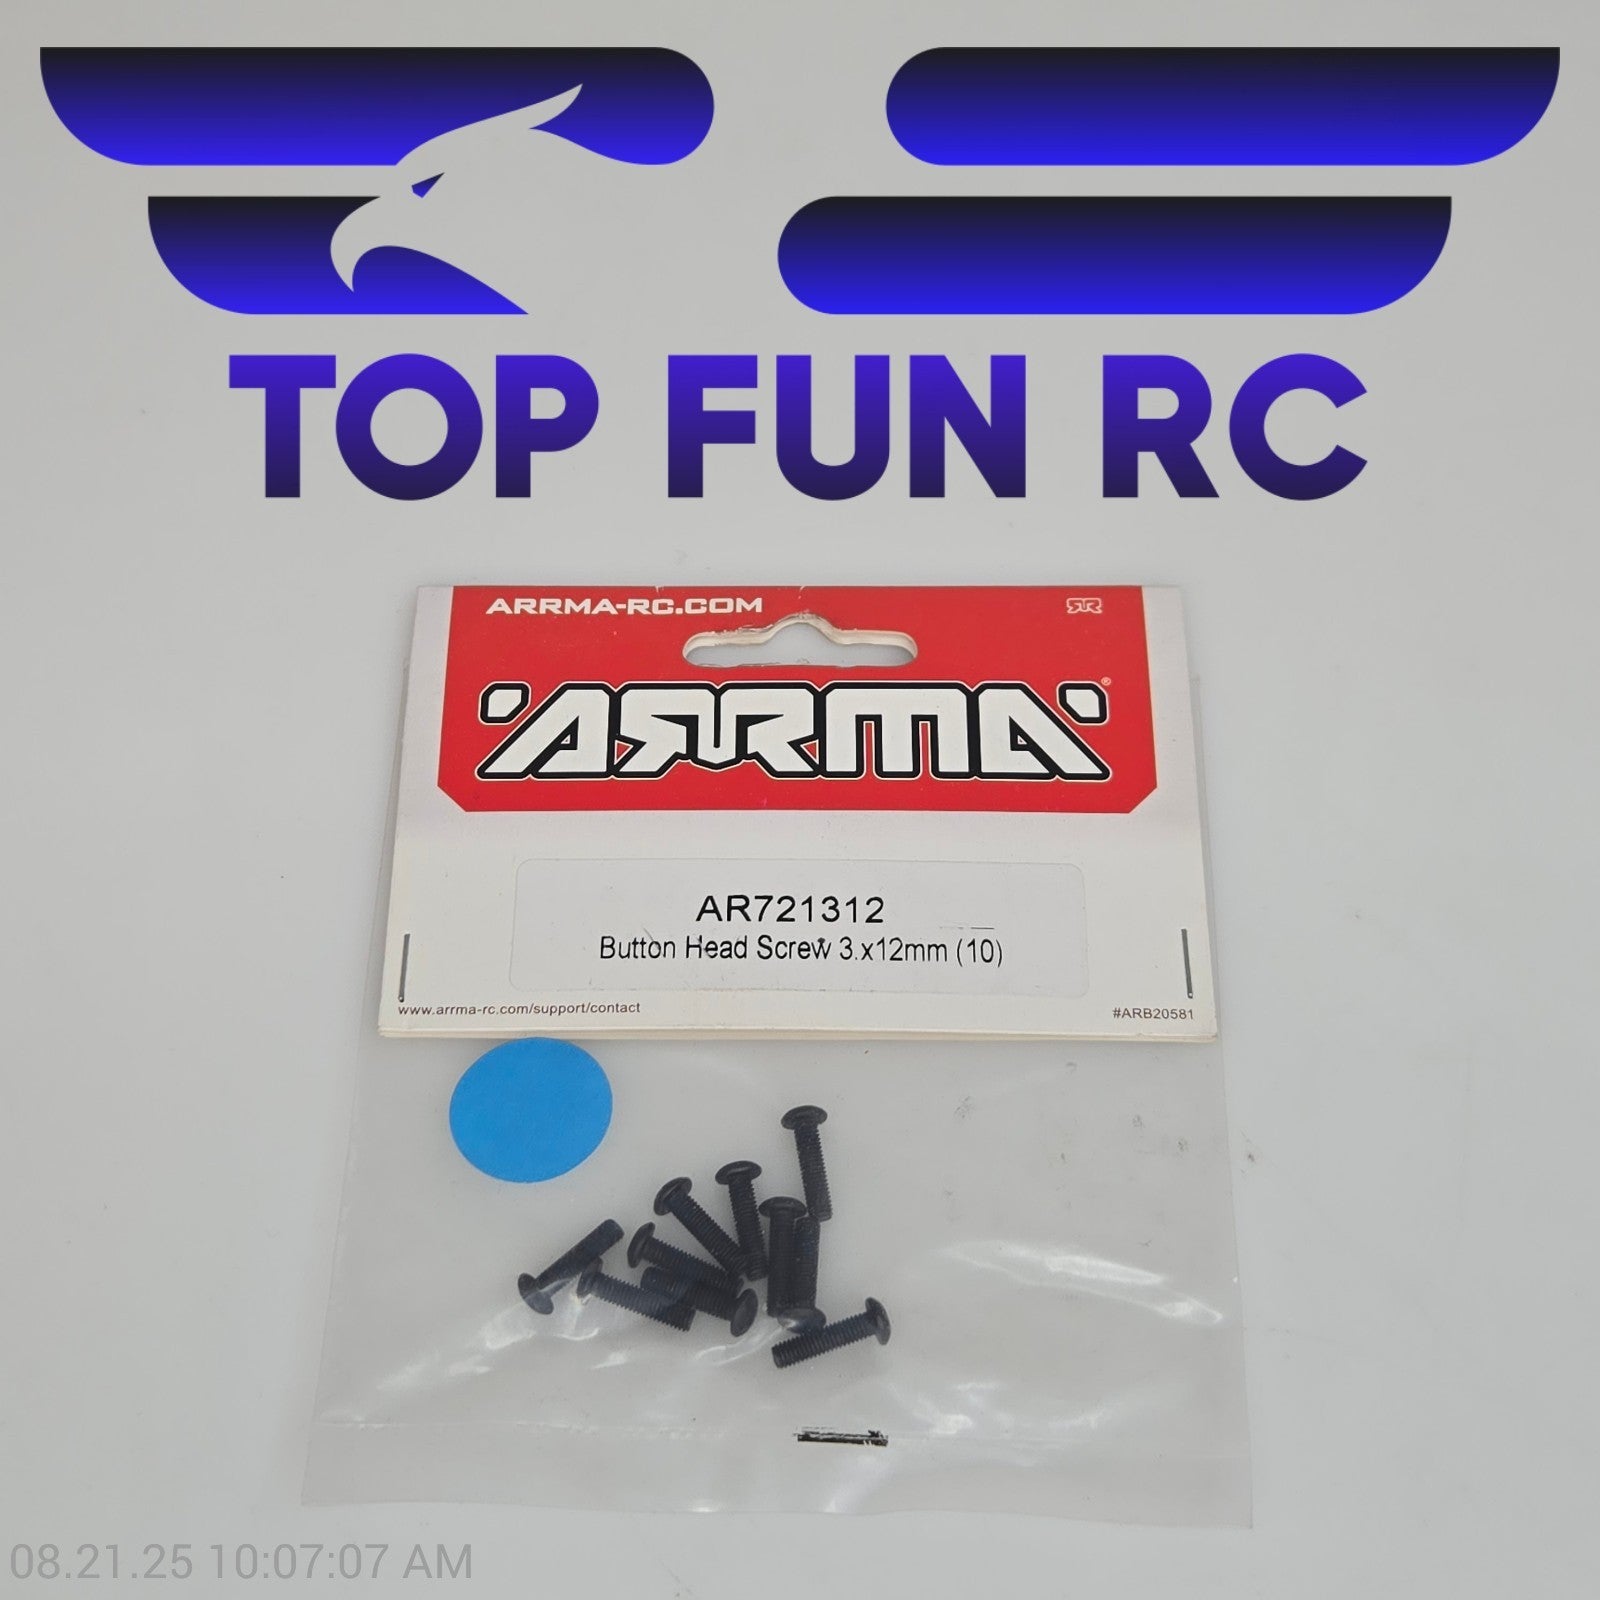 TOP FUN RC
ARRMA-RC.COM
ARRMA®
AR721312
Button Head Screw 3.x12mm (10)
www.arrma-rc.com/support/contact
#ARB20581
08.21.25 10:07:07 AM